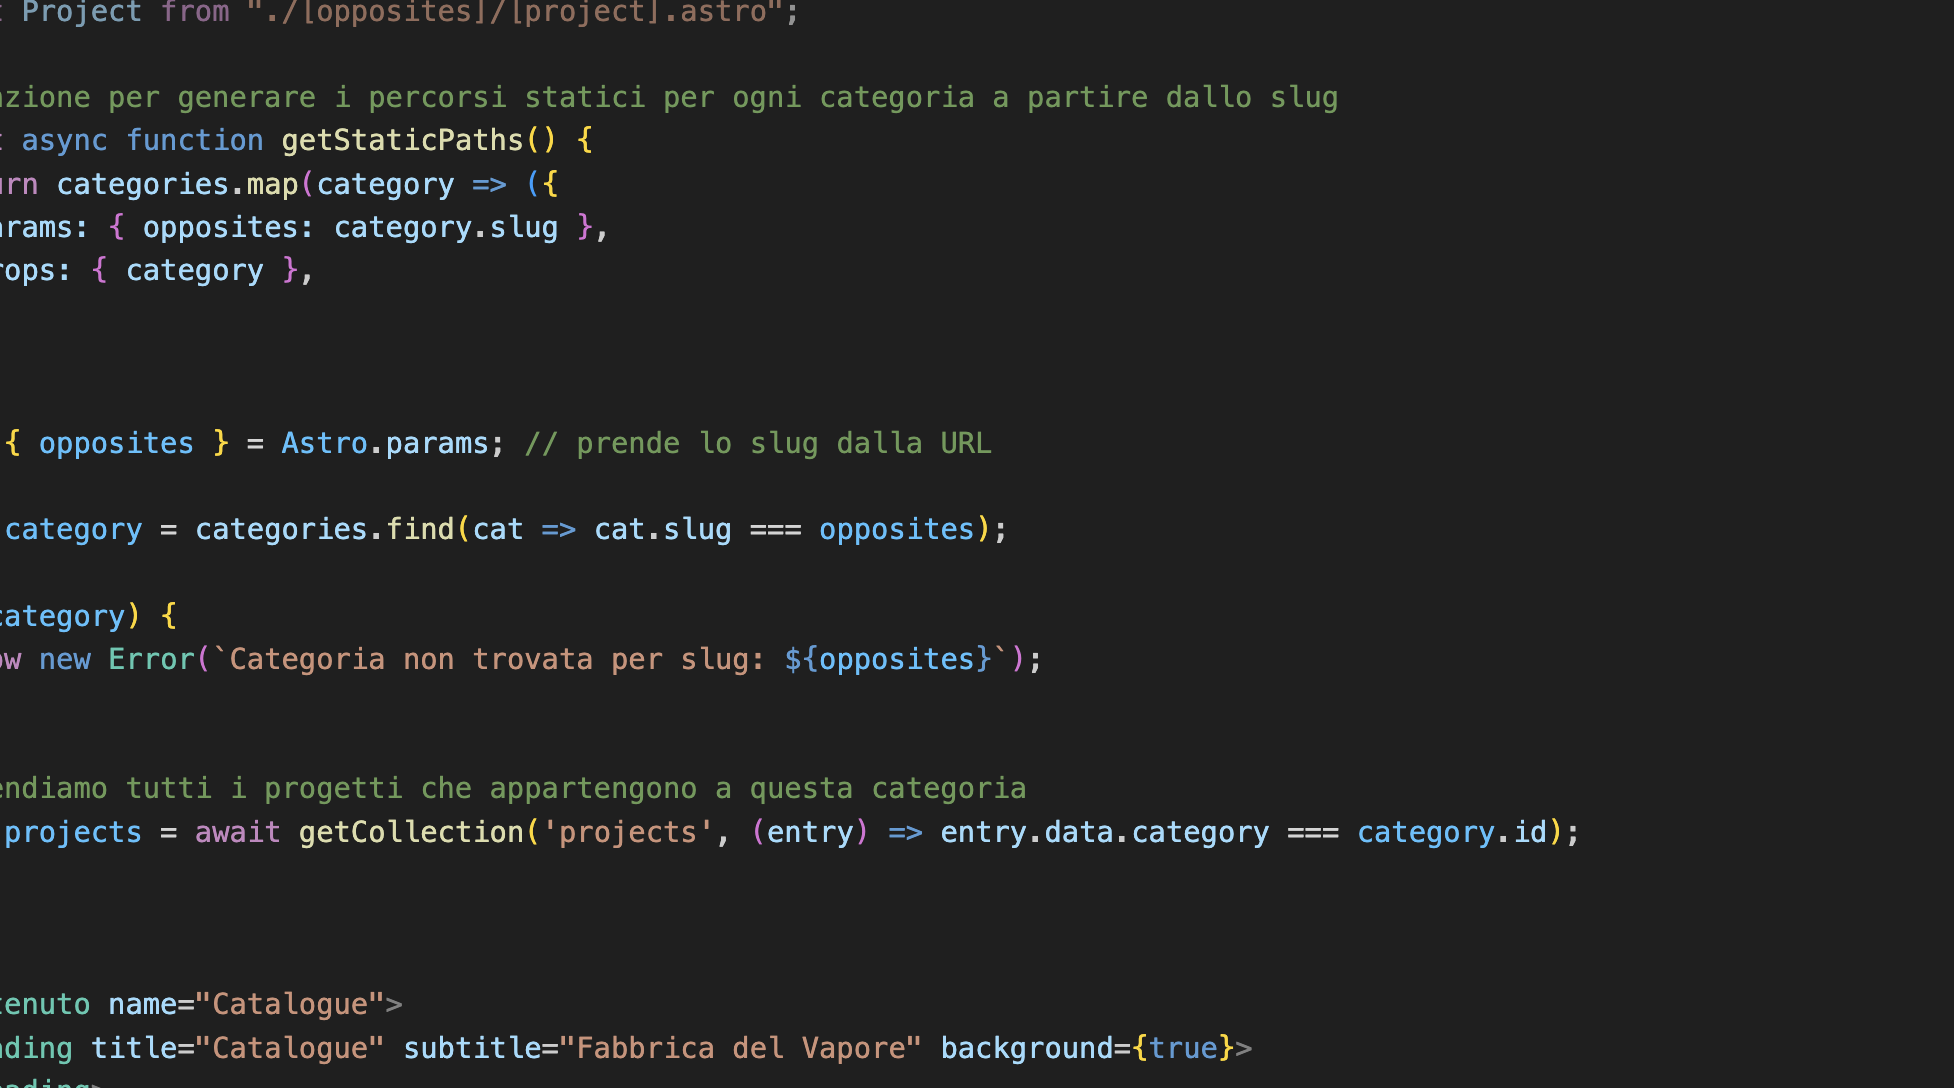 Project from "./[opposites]/[project].astro";
zione per generare i percorsi statici per ogni categoria a partire dallo slug
async function getStaticPaths() {
urn categories.map(category => ({
rams: { opposites: category.slug },
rops: { category },
{ opposites } = Astro.params; // prende lo slug dalla URL
category = categories.find(cat => cat.slug === opposites);
category) {
ow new Error(`Categoria non trovata per slug: ${opposites}`);
endiamo tutti i progetti che appartengono a questa categoria
projects = await getCollection('projects', (entry) => entry.data.category === category.id);
tenuto name="Catalogue">
ding title="Catalogue" subtitle="Fabbrica del Vapore" background={true}>